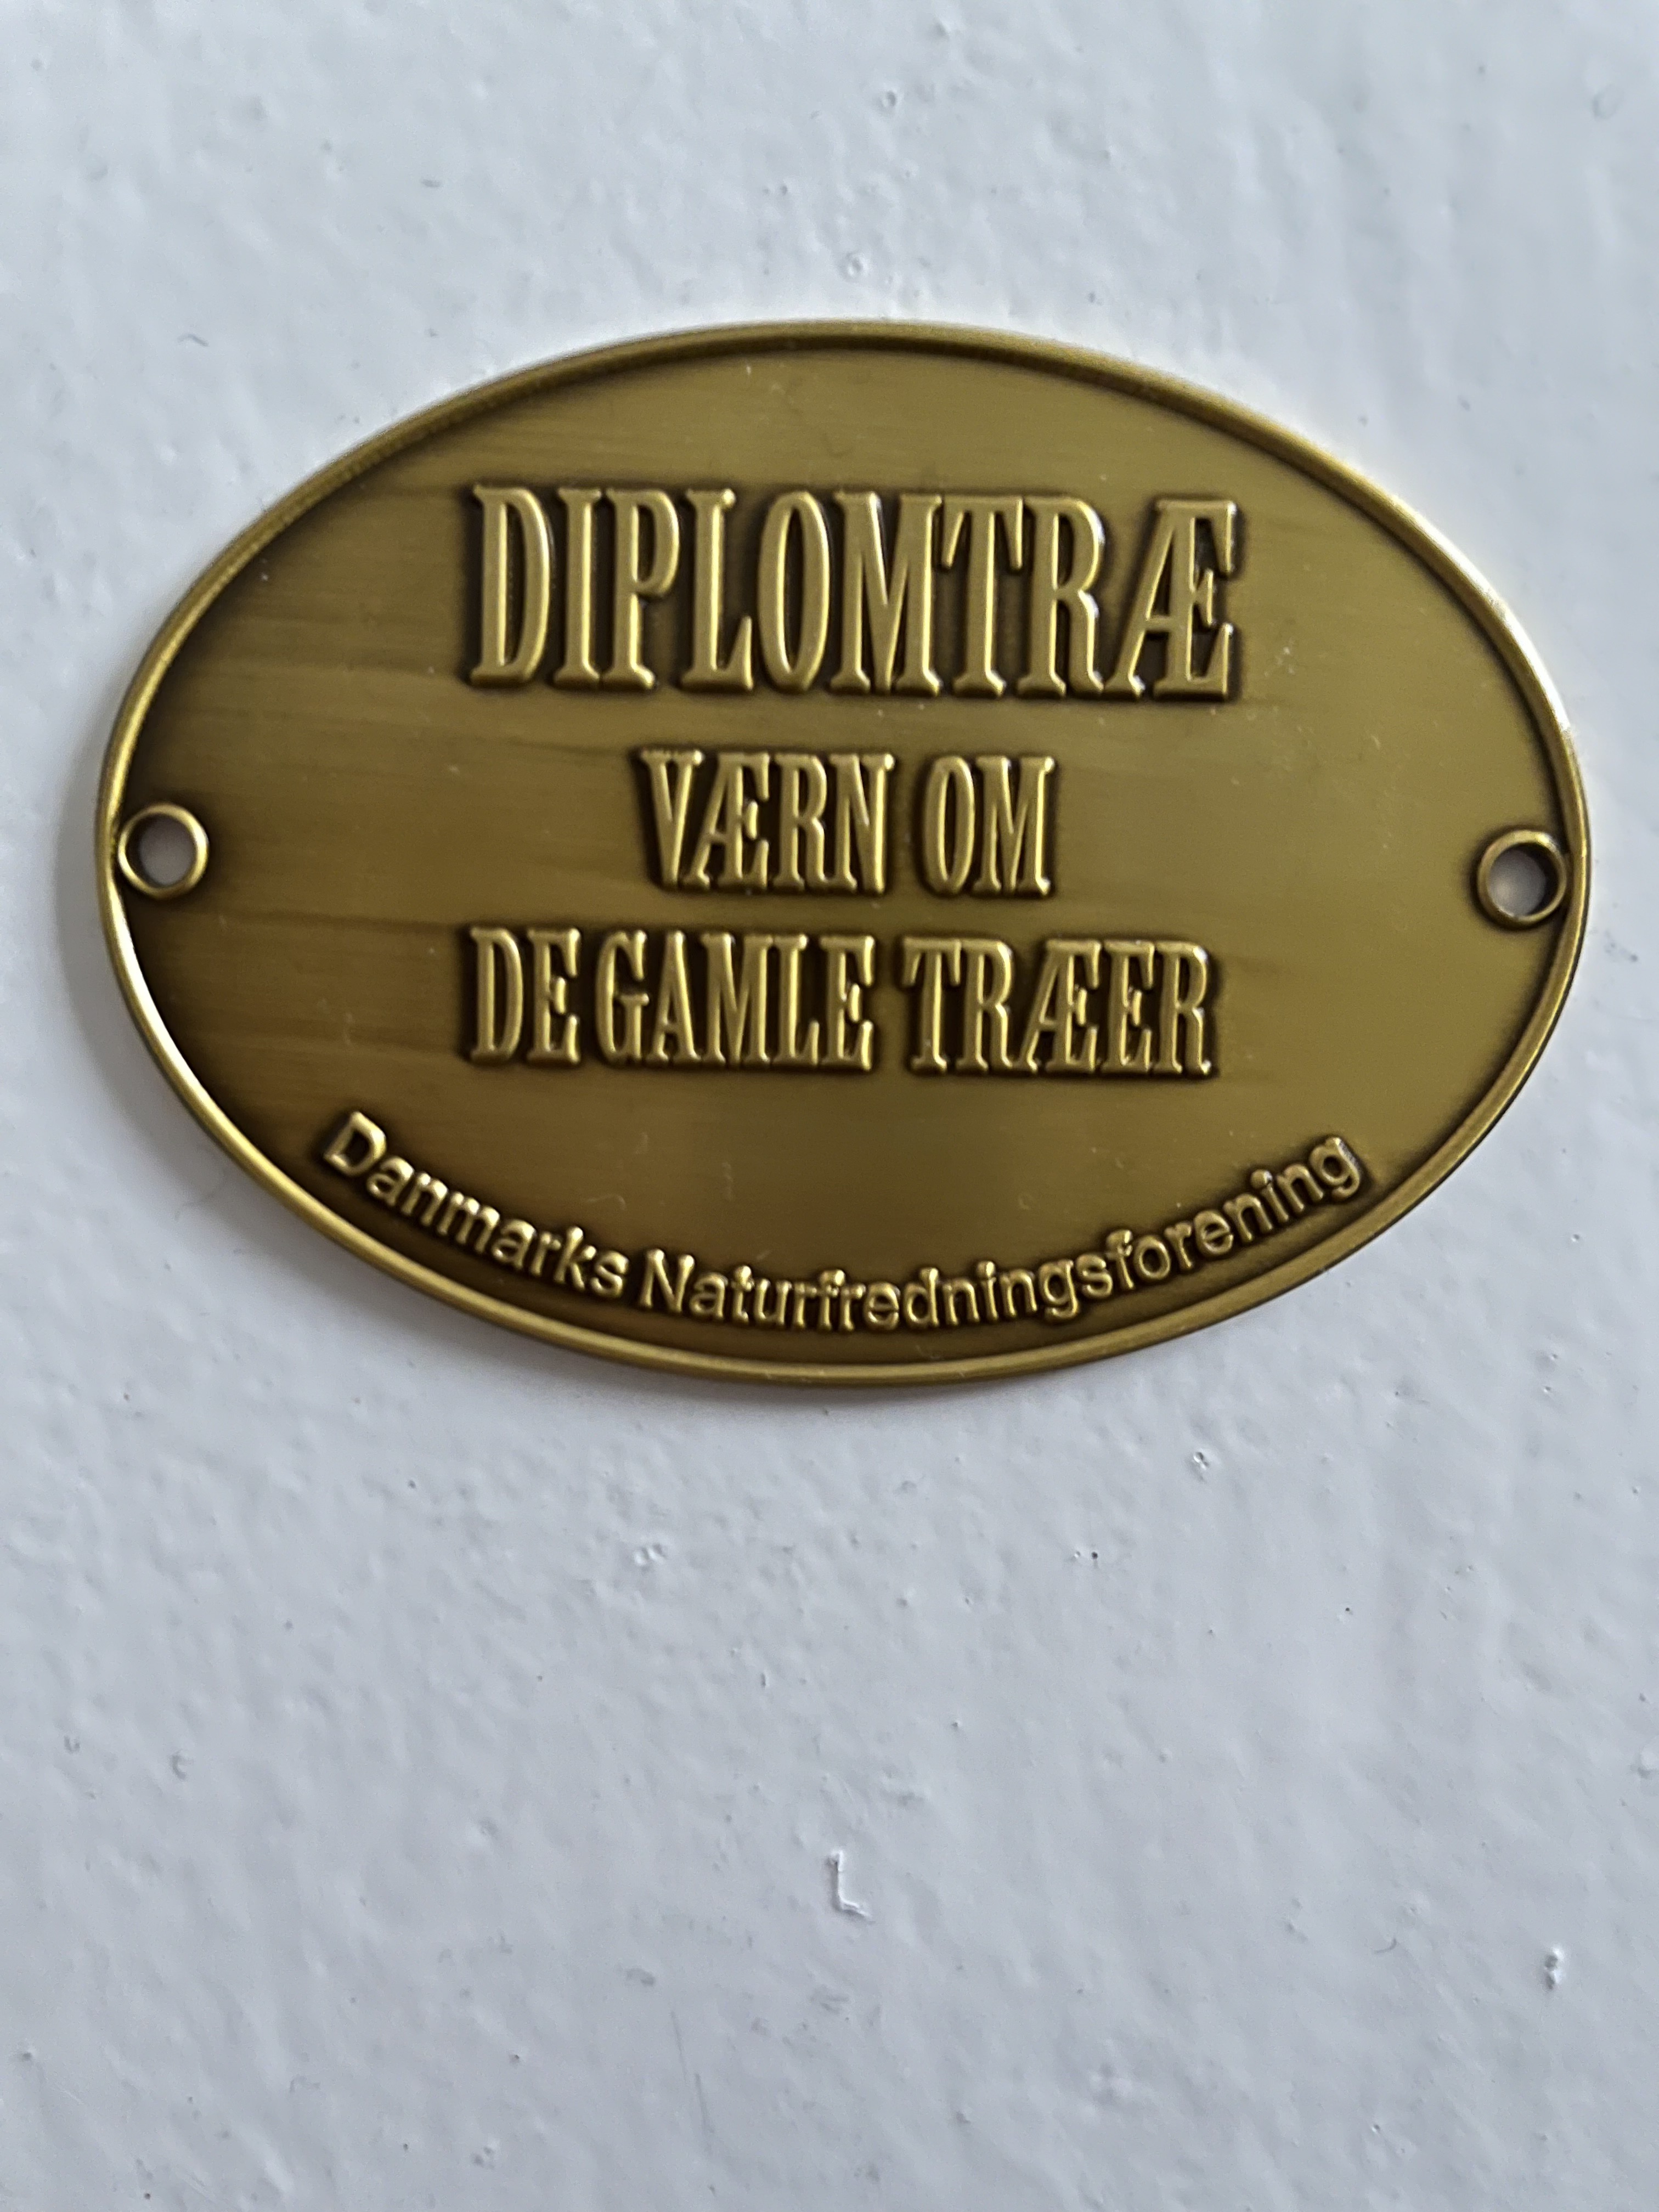 DIPLOMTRÆ
VÆRN OM
DE GAMLE TRÆER
Danmarks Naturfredningsforening